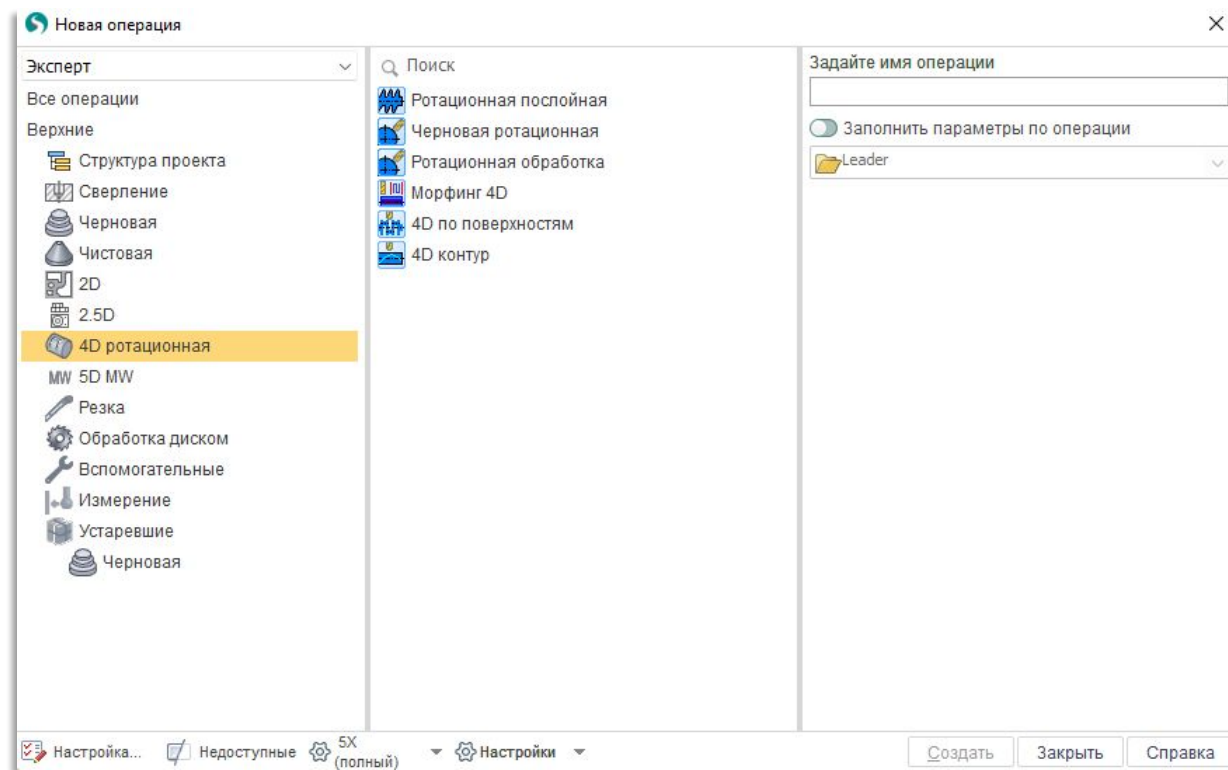 Новая операция
Эксперт
Все операции
Верхние
Структура проекта
Сверление
Черновая
Чистовая
2D
2.5D
4D ротационная
MW 5D MW
Резка
Обработка диском
Вспомогательные
Измерение
Устаревшие
Черновая
Поиск
Ротационная послойная
Черновая ротационная
Ротационная обработка
Морфинг 4D
4D по поверхностям
4D контур
Задайте имя операции
Заполнить параметры по операции
Leader
Настройка...
Недоступные
5X
(полный)
Настройки
Создать
Закрыть
Справка